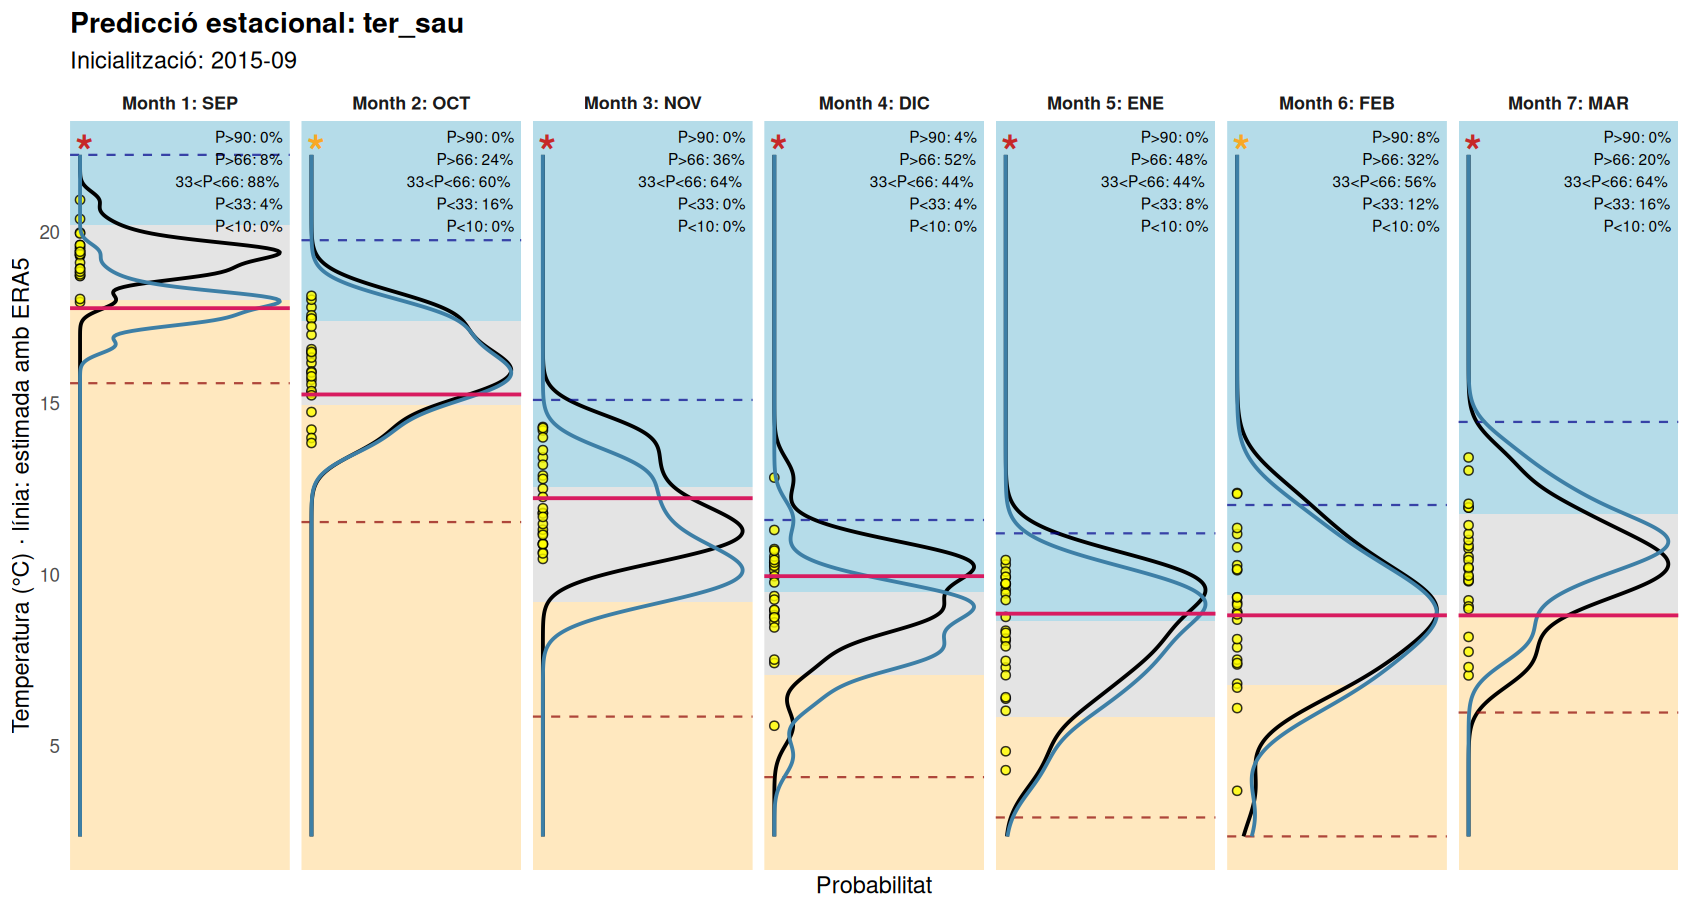 Predicció estacional: ter_sau
Inicialització: 2015-09
Month 1: SEP
Month 2: OCT
Month 3: NOV
Month 4: DIC
Month 5: ENE
Month 6: FEB
Month 7: MAR
P>90: 0%
P>66: 8%
33<P<66: 88%
P<33: 4%
P<10: 0%
P>90: 0%
P>66: 24%
33<P<66: 60%
P<33: 16%
P<10: 0%
P>90: 0%
P>66: 36%
33<P<66: 64%
P<33: 0%
P<10: 0%
P>90: 4%
P>66: 52%
33<P<66: 44%
P<33: 4%
P<10: 0%
P>90: 0%
P>66: 48%
33<P<66: 44%
P<33: 8%
P<10: 0%
P>90: 8%
P>66: 32%
33<P<66: 56%
P<33: 12%
P<10: 0%
P>90: 0%
P>66: 20%
33<P<66: 64%
P<33: 16%
P<10: 0%
20
15
10
5
Temperatura (°C) · línia: estimada amb ERA5
Probabilitat